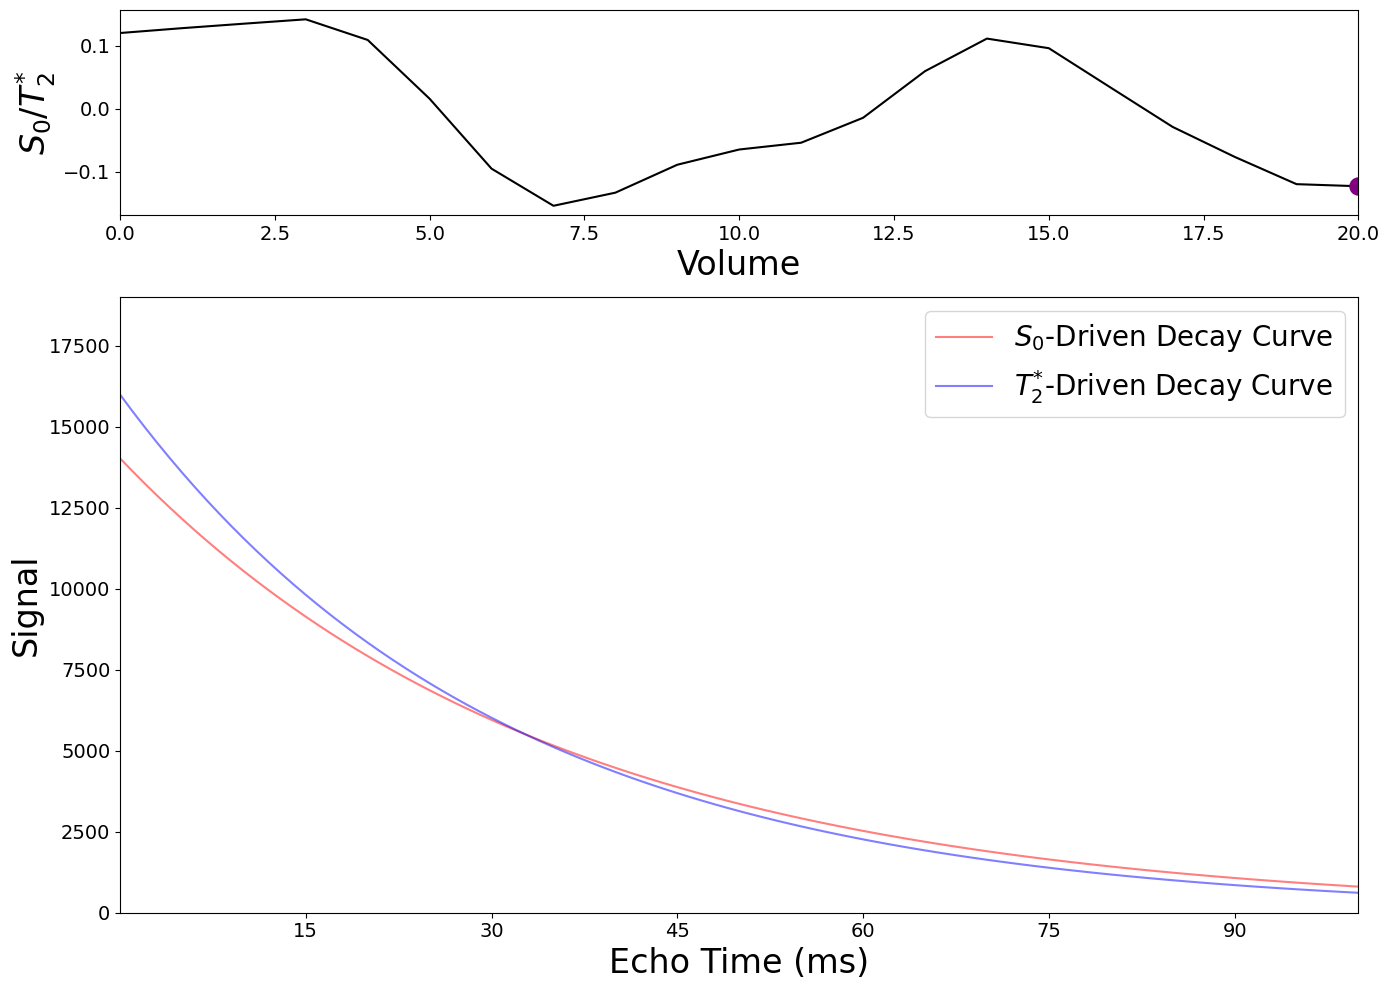 S₀/T₂*
0.1
0.0
−0.1
0.0 2.5 5.0 7.5 10.0 12.5 15.0 17.5 20.0
Volume
S₀-Driven Decay Curve
T₂*-Driven Decay Curve
Signal
17500
15000
12500
10000
7500
5000
2500
0
15 30 45 60 75 90
Echo Time (ms)